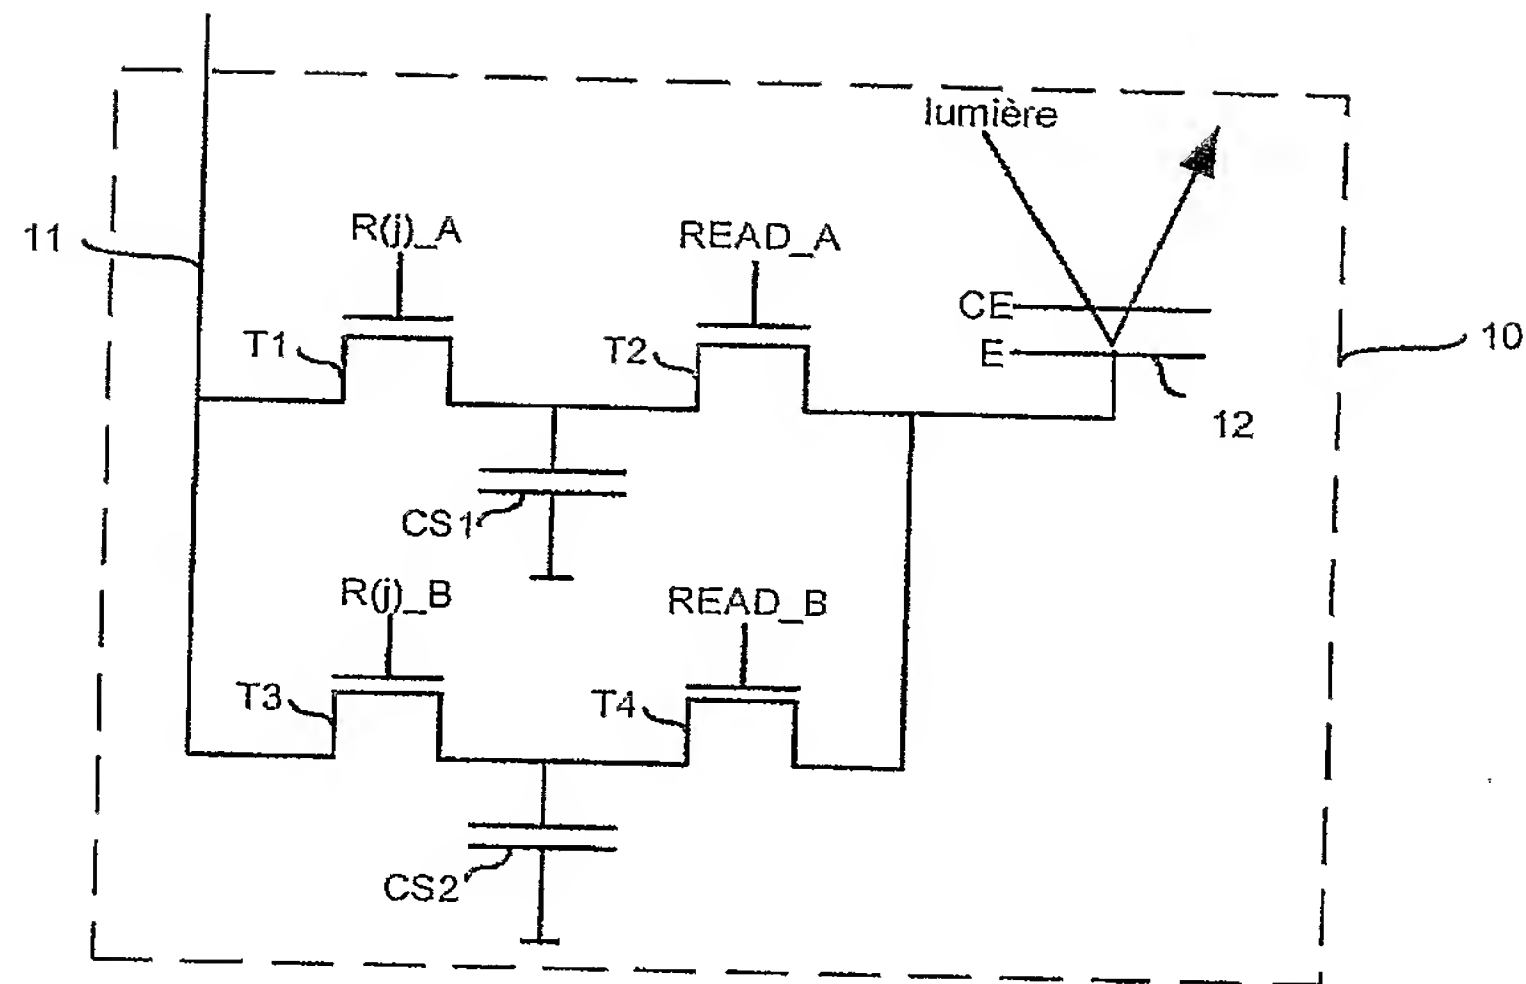 lumière
11
R(j)_A
READ_A
CE
T1
T2
E
10
12
CS1
R(j)_B
READ_B
T3
T4
CS2